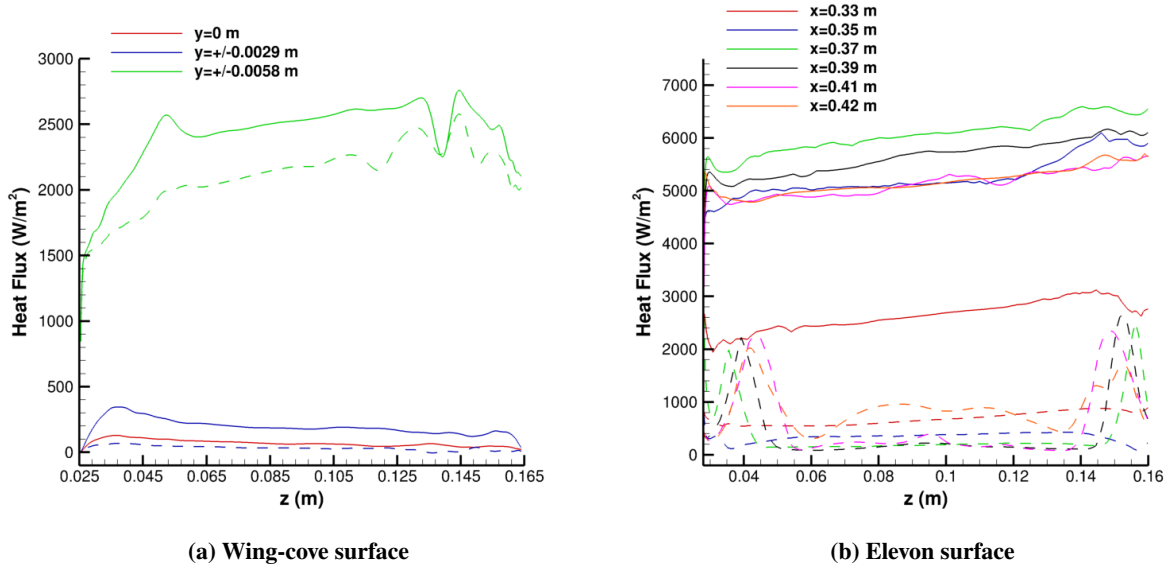 y=0 m
y=+/-0.0029 m
y=+/-0.0058 m
3000
2500
2000
1500
1000
500
0
Heat Flux (W/m²)
0.025 0.045 0.065 0.085 0.105 0.125 0.145 0.165
z (m)
(a) Wing-cove surface
x=0.33 m
x=0.35 m
x=0.37 m
x=0.39 m
x=0.41 m
x=0.42 m
7000
6000
5000
4000
3000
2000
1000
0
Heat Flux (W/m²)
0.04 0.06 0.08 0.1 0.12 0.14 0.16
z (m)
(b) Elevon surface